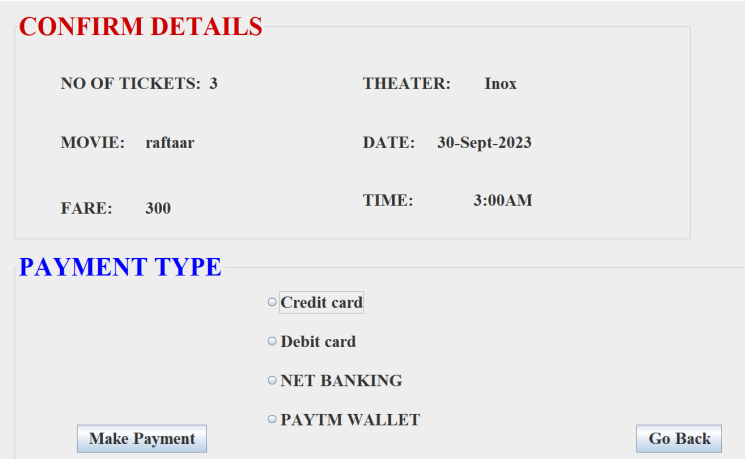 CONFIRM DETAILS
NO OF TICKETS: 3 THEATER: Inox
MOVIE: raftaar DATE: 30-Sept-2023
FARE: 300 TIME: 3:00AM
PAYMENT TYPE
Credit card
Debit card
NET BANKING
PAYTM WALLET
Make Payment Go Back